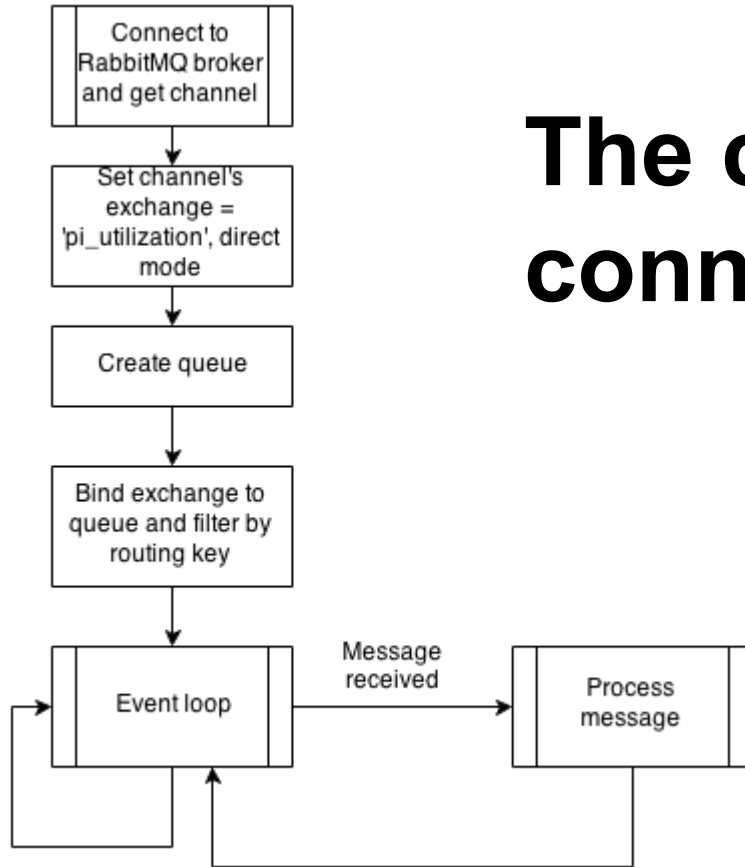 Connect to
RabbitMQ broker
and get channel
The
conn
Set channel's
exchange =
'pi_utilization', direct
mode
Create queue
Bind exchange to
queue and filter by
routing key
Event loop
Message
received
Process
message